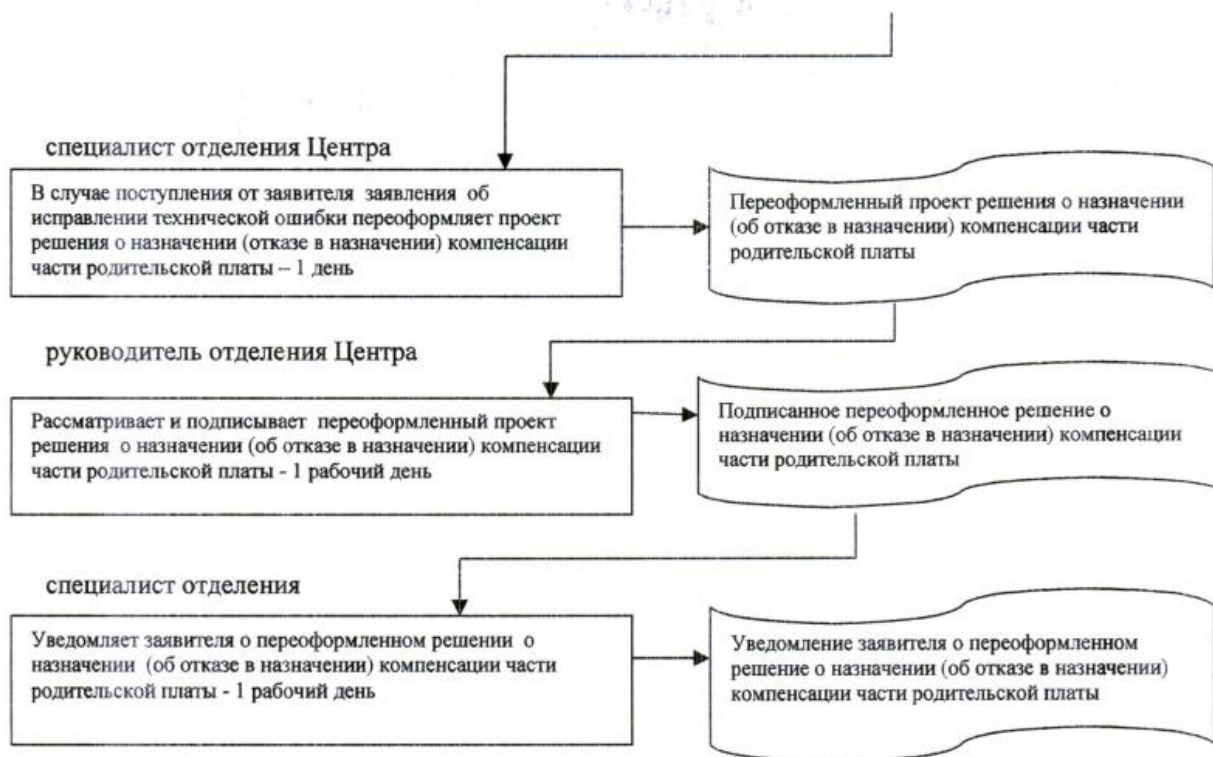 специалист отделения Центра
В случае поступления от заявителя заявления об
исправлении технической ошибки переоформляет проект
решения о назначении (отказе в назначении) компенсации
части родительской платы – 1 день
Переоформленный проект решения о назначении
(об отказе в назначении) компенсации части
родительской платы
руководитель отделения Центра
Рассматривает и подписывает переоформленный проект
решения о назначении (об отказе в назначении) компенсации
части родительской платы - 1 рабочий день
Подписанное переоформленное решение о
назначении (об отказе в назначении) компенсации
части родительской платы
специалист отделения
Уведомляет заявителя о переоформленном решении о
назначении (об отказе в назначении) компенсации части
родительской платы - 1 рабочий день
Уведомление заявителя о переоформленном
решение о назначении (об отказе в назначении)
компенсации части родительской платы